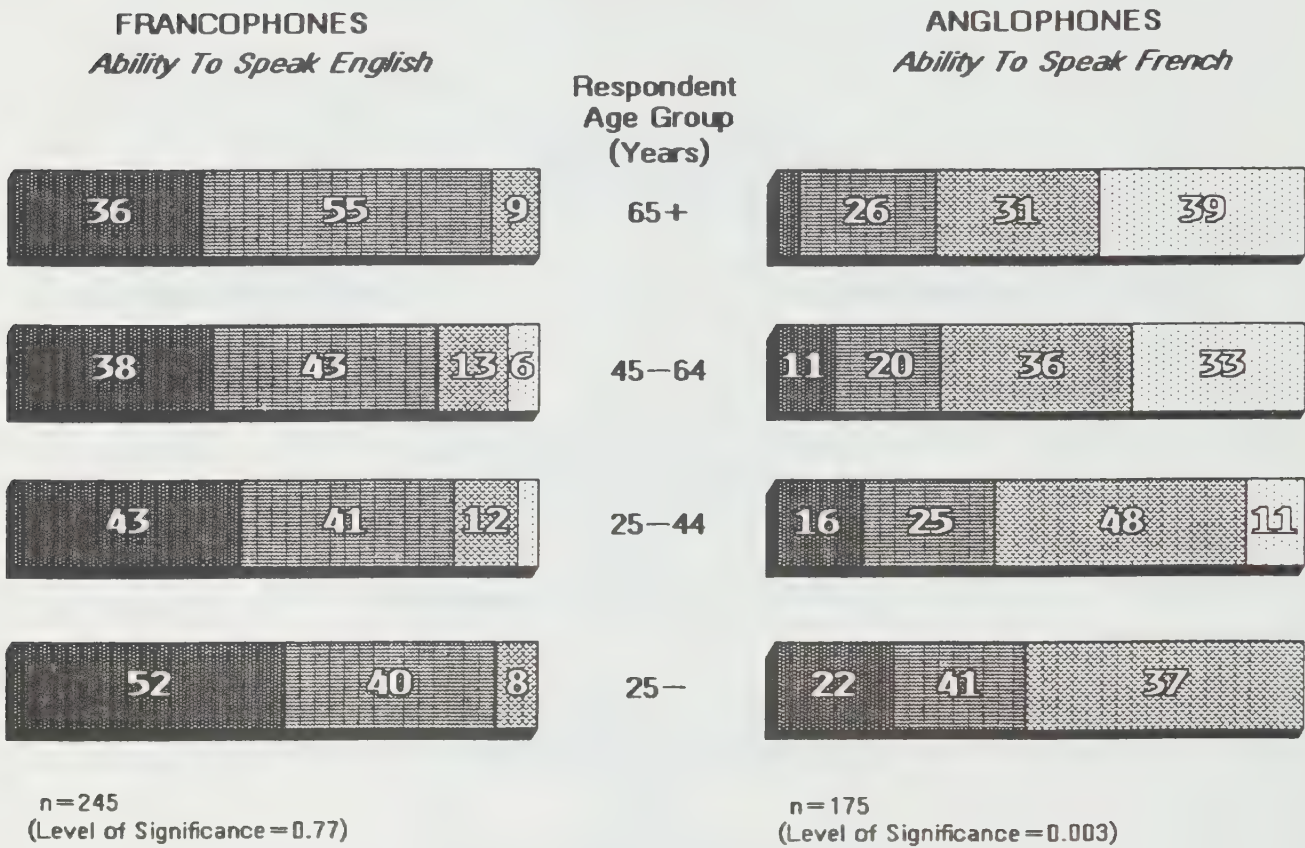 FRANCOPHONES
Ability To Speak English
ANGLOPHONES
Ability To Speak French
Respondent
Age Group
(Years)
36 55 9 65+ 26 31 39
38 43 13 6 45—64 11 20 36 33
43 41 12 25—44 16 25 48 11
52 40 8 25— 22 41 37
n=245
(Level of Significance=0.77)
n=175
(Level of Significance=0.003)